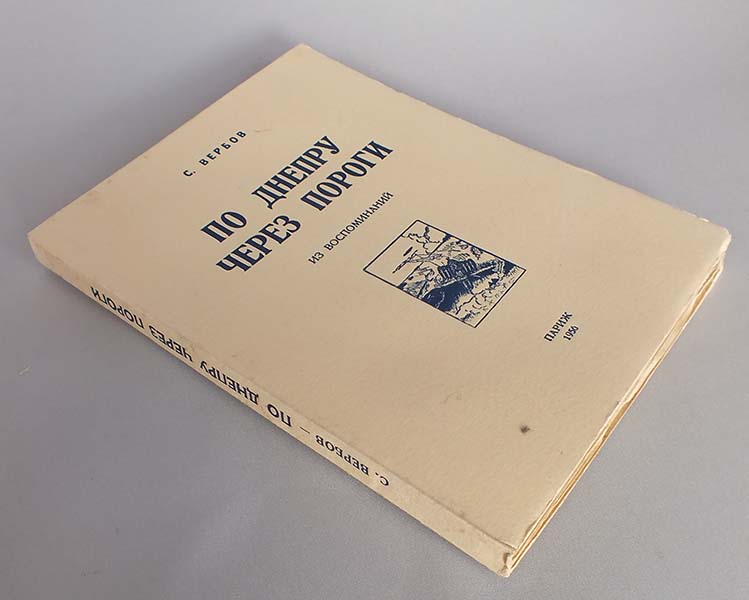 С. ВЕРБОВ
ПО ДНЕПРУ
ЧЕРЕЗ ПОРОГИ
ИЗ ВОСПОМИНАНИЙ
ПАРИЖ
1950
С. ВЕРБОВ — ПО ДНЕПРУ ЧЕРЕЗ ПОРОГИ